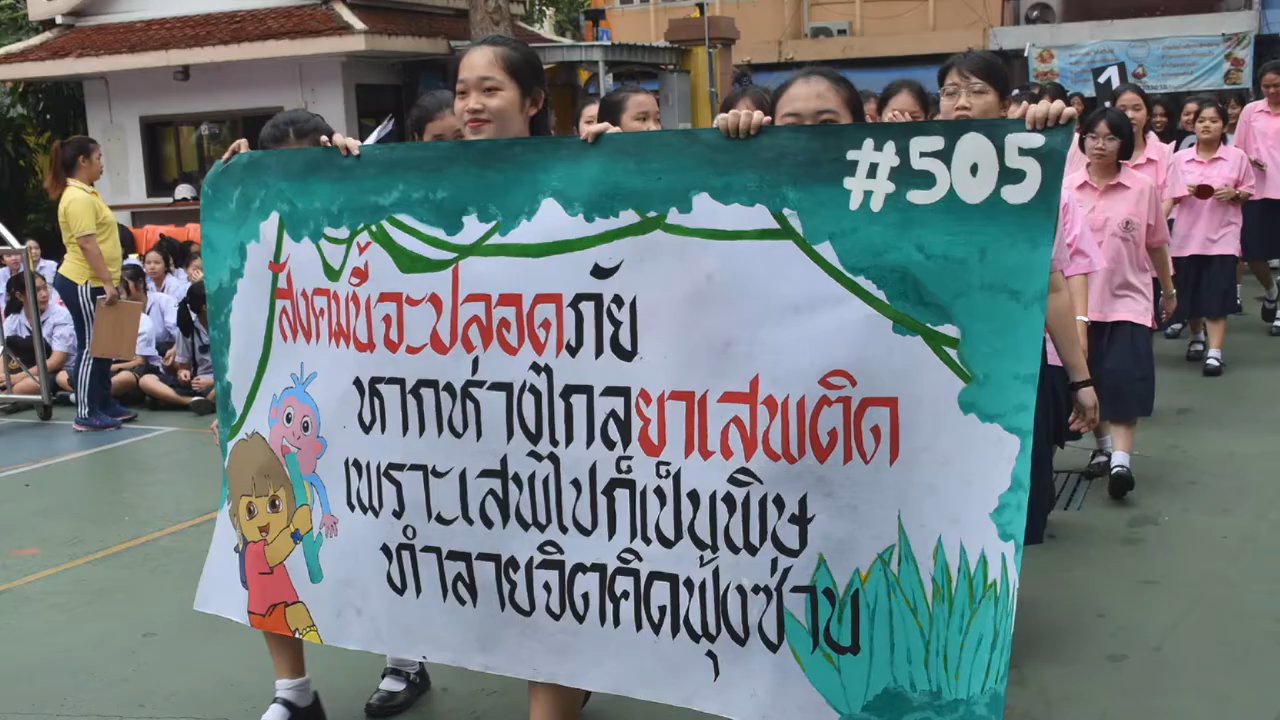 #505
สังคมนี้จะปลอดภัย
หากห่างไกลยาเสพติด
เพราะเสพไปก็เป็นพิษ
ทำลายจิตคิดฟุ้งซ่าน
1